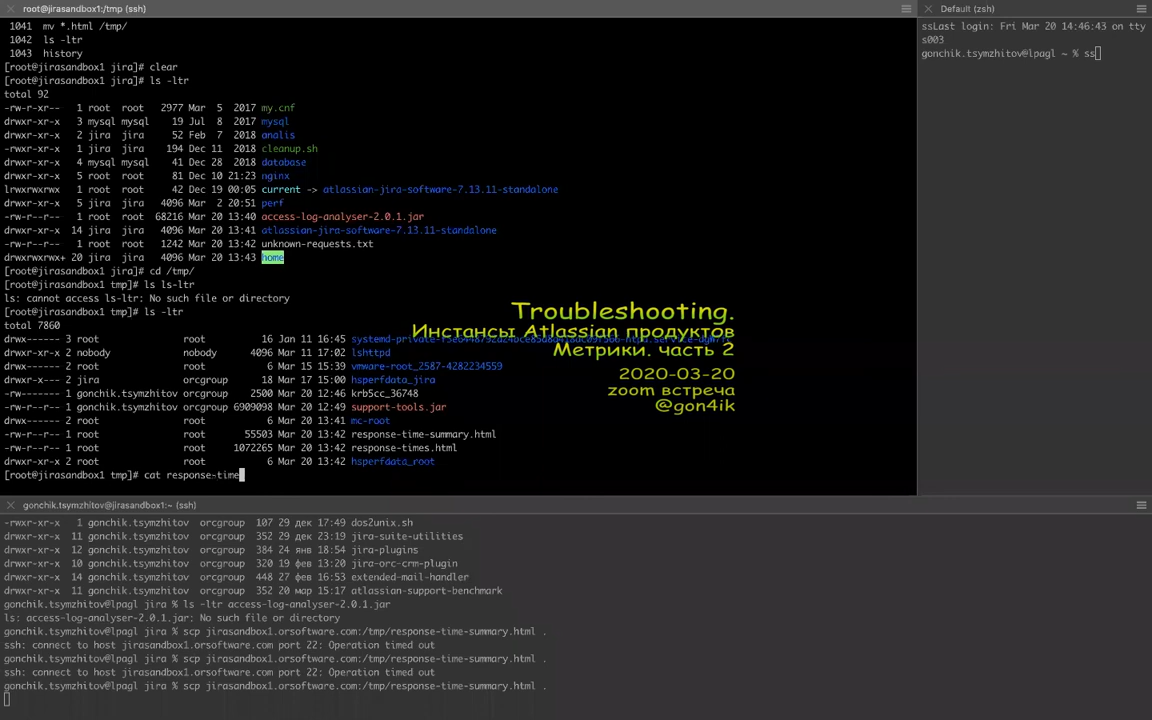 root@jirasandbox1:/tmp (ssh)
1041 mv *.html /tmp/
1042 ls -ltr
1043 history
[root@jirasandbox1 jira]# clear
[root@jirasandbox1 jira]# ls -ltr
total 92
-rw-r-xr-- 1 root root 2977 Mar 5 2017 my.cnf
drwxr-xr-x 3 mysql mysql 19 Jul 8 2017 mysql
drwxr-xr-x 2 jira jira 52 Feb 7 2018 analis
-rwxr-xr-x 1 jira jira 194 Dec 11 2018 cleanup.sh
drwxr-xr-x 4 mysql mysql 41 Dec 28 2018 database
drwxr-xr-x 5 root root 81 Dec 10 21:23 nginx
lrwxrwxrwx 1 root root 42 Dec 19 00:05 current -> atlassian-jira-software-7.13.11-standalone
drwxr-xr-x 5 jira jira 4096 Mar 2 20:51 perf
-rw-r--r-- 1 root root 68216 Mar 20 13:40 access-log-analyser-2.0.1.jar
drwxr-xr-x 14 jira jira 4096 Mar 20 13:41 atlassian-jira-software-7.13.11-standalone
-rw-r--r-- 1 root root 1242 Mar 20 13:42 unknown-requests.txt
drwxrwxrwx+ 20 jira jira 4096 Mar 20 13:43 home
[root@jirasandbox1 jira]# cd /tmp/
[root@jirasandbox1 tmp]# ls ls-ltr
ls: cannot access ls-ltr: No such file or directory
[root@jirasandbox1 tmp]# ls -ltr
total 7860
drwx------ 3 root root 16 Jan 11 16:45
drwxr-xr-x 2 nobody nobody 4096 Mar 11 17:02 lshttpd
drwx------ 2 root root 6 Mar 15 15:39 vmware-root_2587-4282234559
drwxr-x--- 2 jira orcgroup 18 Mar 17 15:00 hsperfdata_jira
-rw------- 1 gonchik.tsymzhitov orcgroup 2500 Mar 20 12:46 krb5cc_36748
-rw-r--r-- 1 gonchik.tsymzhitov orcgroup 6909098 Mar 20 12:49 support-tools.jar
drwx------ 2 root root 6 Mar 20 13:41 mc-root
-rw-r--r-- 1 root root 55503 Mar 20 13:42 response-time-summary.html
-rw-r--r-- 1 root root 1072265 Mar 20 13:42 response-times.html
drwxr-xr-x 2 root root 6 Mar 20 13:42 hsperfdata_root
[root@jirasandbox1 tmp]# cat response-time
Troubleshooting.
Инстансы Atlassian продуктов
Метрики. часть 2
2020-03-20
zoom встреча
@gon4ik
Default (zsh)
ssLast login: Fri Mar 20 14:46:43 on tty
s003
gonchik.tsymzhitov@lpagl ~ % ss
gonchik.tsymzhitov@jirasandbox1:~ (ssh)
-rwxr-xr-x 1 gonchik.tsymzhitov orcgroup 107 29 дек 17:49 dos2unix.sh
drwxr-xr-x 11 gonchik.tsymzhitov orcgroup 352 29 дек 23:19 jira-suite-utilities
drwxr-xr-x 12 gonchik.tsymzhitov orcgroup 384 24 янв 18:54 jira-plugins
drwxr-xr-x 10 gonchik.tsymzhitov orcgroup 320 19 фев 13:20 jira-orc-crm-plugin
drwxr-xr-x 14 gonchik.tsymzhitov orcgroup 448 27 фев 16:53 extended-mail-handler
drwxr-xr-x 11 gonchik.tsymzhitov orcgroup 352 20 мар 15:17 atlassian-support-benchmark
gonchik.tsymzhitov@lpagl jira % ls -ltr access-log-analyser-2.0.1.jar
ls: access-log-analyser-2.0.1.jar: No such file or directory
gonchik.tsymzhitov@lpagl jira % scp jirasandbox1.orsoftware.com:/tmp/response-time-summary.html .
ssh: connect to host jirasandbox1.orsoftware.com port 22: Operation timed out
gonchik.tsymzhitov@lpagl jira % scp jirasandbox1.orsoftware.com:/tmp/response-time-summary.html .
ssh: connect to host jirasandbox1.orsoftware.com port 22: Operation timed out
gonchik.tsymzhitov@lpagl jira % scp jirasandbox1.orsoftware.com:/tmp/response-time-summary.html .